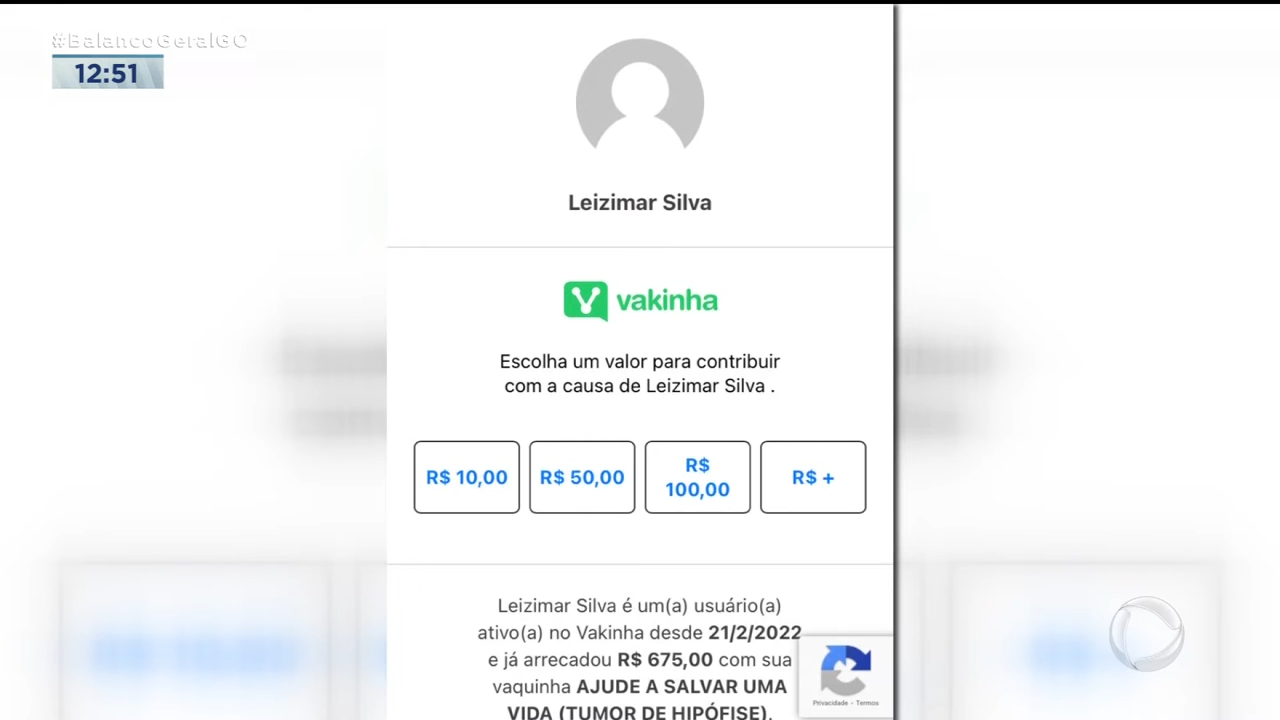 #BalançoGeralGO
12:51
Leizimar Silva
vakinha
Escolha um valor para contribuir
com a causa de Leizimar Silva .
R$ 10,00
R$ 50,00
R$
100,00
R$ +
Leizimar Silva é um(a) usuário(a)
ativo(a) no Vakinha desde 21/2/2022
e já arrecadou R$ 675,00 com sua
vaquinha AJUDE A SALVAR UMA
VIDA (TUMOR DE HIPÓFISE).
Privacidade - Termos